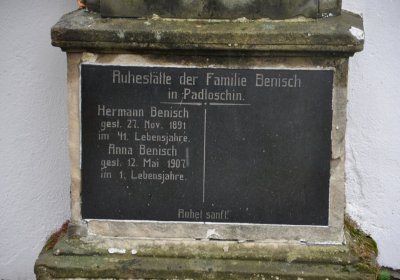 Ruhestätte der Familie Benisch
in Padloschin.
Hermann Benisch
gest. 27. Nov. 1891
im 41. Lebensjahre.
Anna Benisch
gest. 12. Mai 1907
im 1. Lebensjahre.
Ruhet sanft!